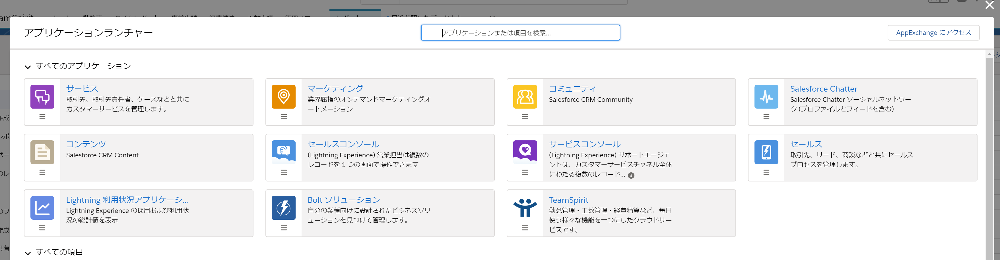 アプリケーションランチャー
アプリケーションまたは項目を検索...
AppExchange にアクセス
すべてのアプリケーション
サービス
取引先、取引先責任者、ケースなどと共に
カスタマーサービスを管理します。
マーケティング
業界屈指のオンデマンドマーケティングオ
ートメーション
コミュニティ
Salesforce CRM Community
Salesforce Chatter
Salesforce Chatter ソーシャルネットワー
ク (プロファイルとフィードを含む)
コンテンツ
Salesforce CRM Content
セールスコンソール
(Lightning Experience) 営業担当は複数の
レコードを 1 つの画面で操作できます
サービスコンソール
(Lightning Experience) サポートエージェ
ントは、カスタマーサービスチャネル全体
にわたる複数のレコード...
セールス
取引先、リード、商談などと共にセールス
プロセスを管理します。
Lightning 利用状況アプリケーシ...
Lightning Experience の採用および利用状
況の総計値を表示
Bolt ソリューション
自分の業種向けに設計されたビジネスソリ
ューションを見つけて管理します。
TeamSpirit
勤怠管理・工数管理・経費精算など、毎日
使う様々な機能を一つにしたクラウドサー
ビスです。
すべての項目
作成
ンポ
ポー
のレ
のフ
作成
共有